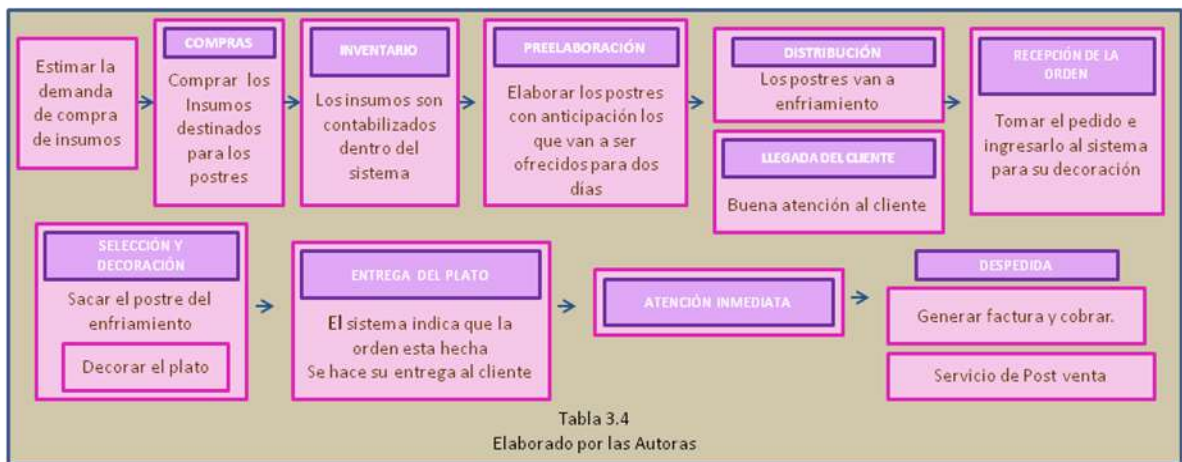 Estimar la
demanda
de compra
de insumos
COMPRAS
Comprar los
Insumos
destinados
para los
postres
INVENTARIO
Los insumos son
contabilizados
dentro del
sistema
PREELABORACIÓN
Elaborar los postres
con anticipación los
que van a ser
ofrecidos para dos
días
DISTRIBUCIÓN
Los postres van a
enfriamiento
LLEGADA DEL CLIENTE
Buena atención al cliente
RECEPCIÓN DE LA
ORDEN
Tomar el pedido e
ingresarlo al sistema
para su decoración
SELECCIÓN Y
DECORACIÓN
Sacar el postre del
enfriamiento
Decorar el plato
ENTREGA DEL PLATO
El sistema indica que la
orden esta hecha
Se hace su entrega al cliente
ATENCIÓN INMEDIATA
DESPEDIDA
Generar factura y cobrar.
Servicio de Post venta
Tabla 3.4
Elaborado por las Autoras